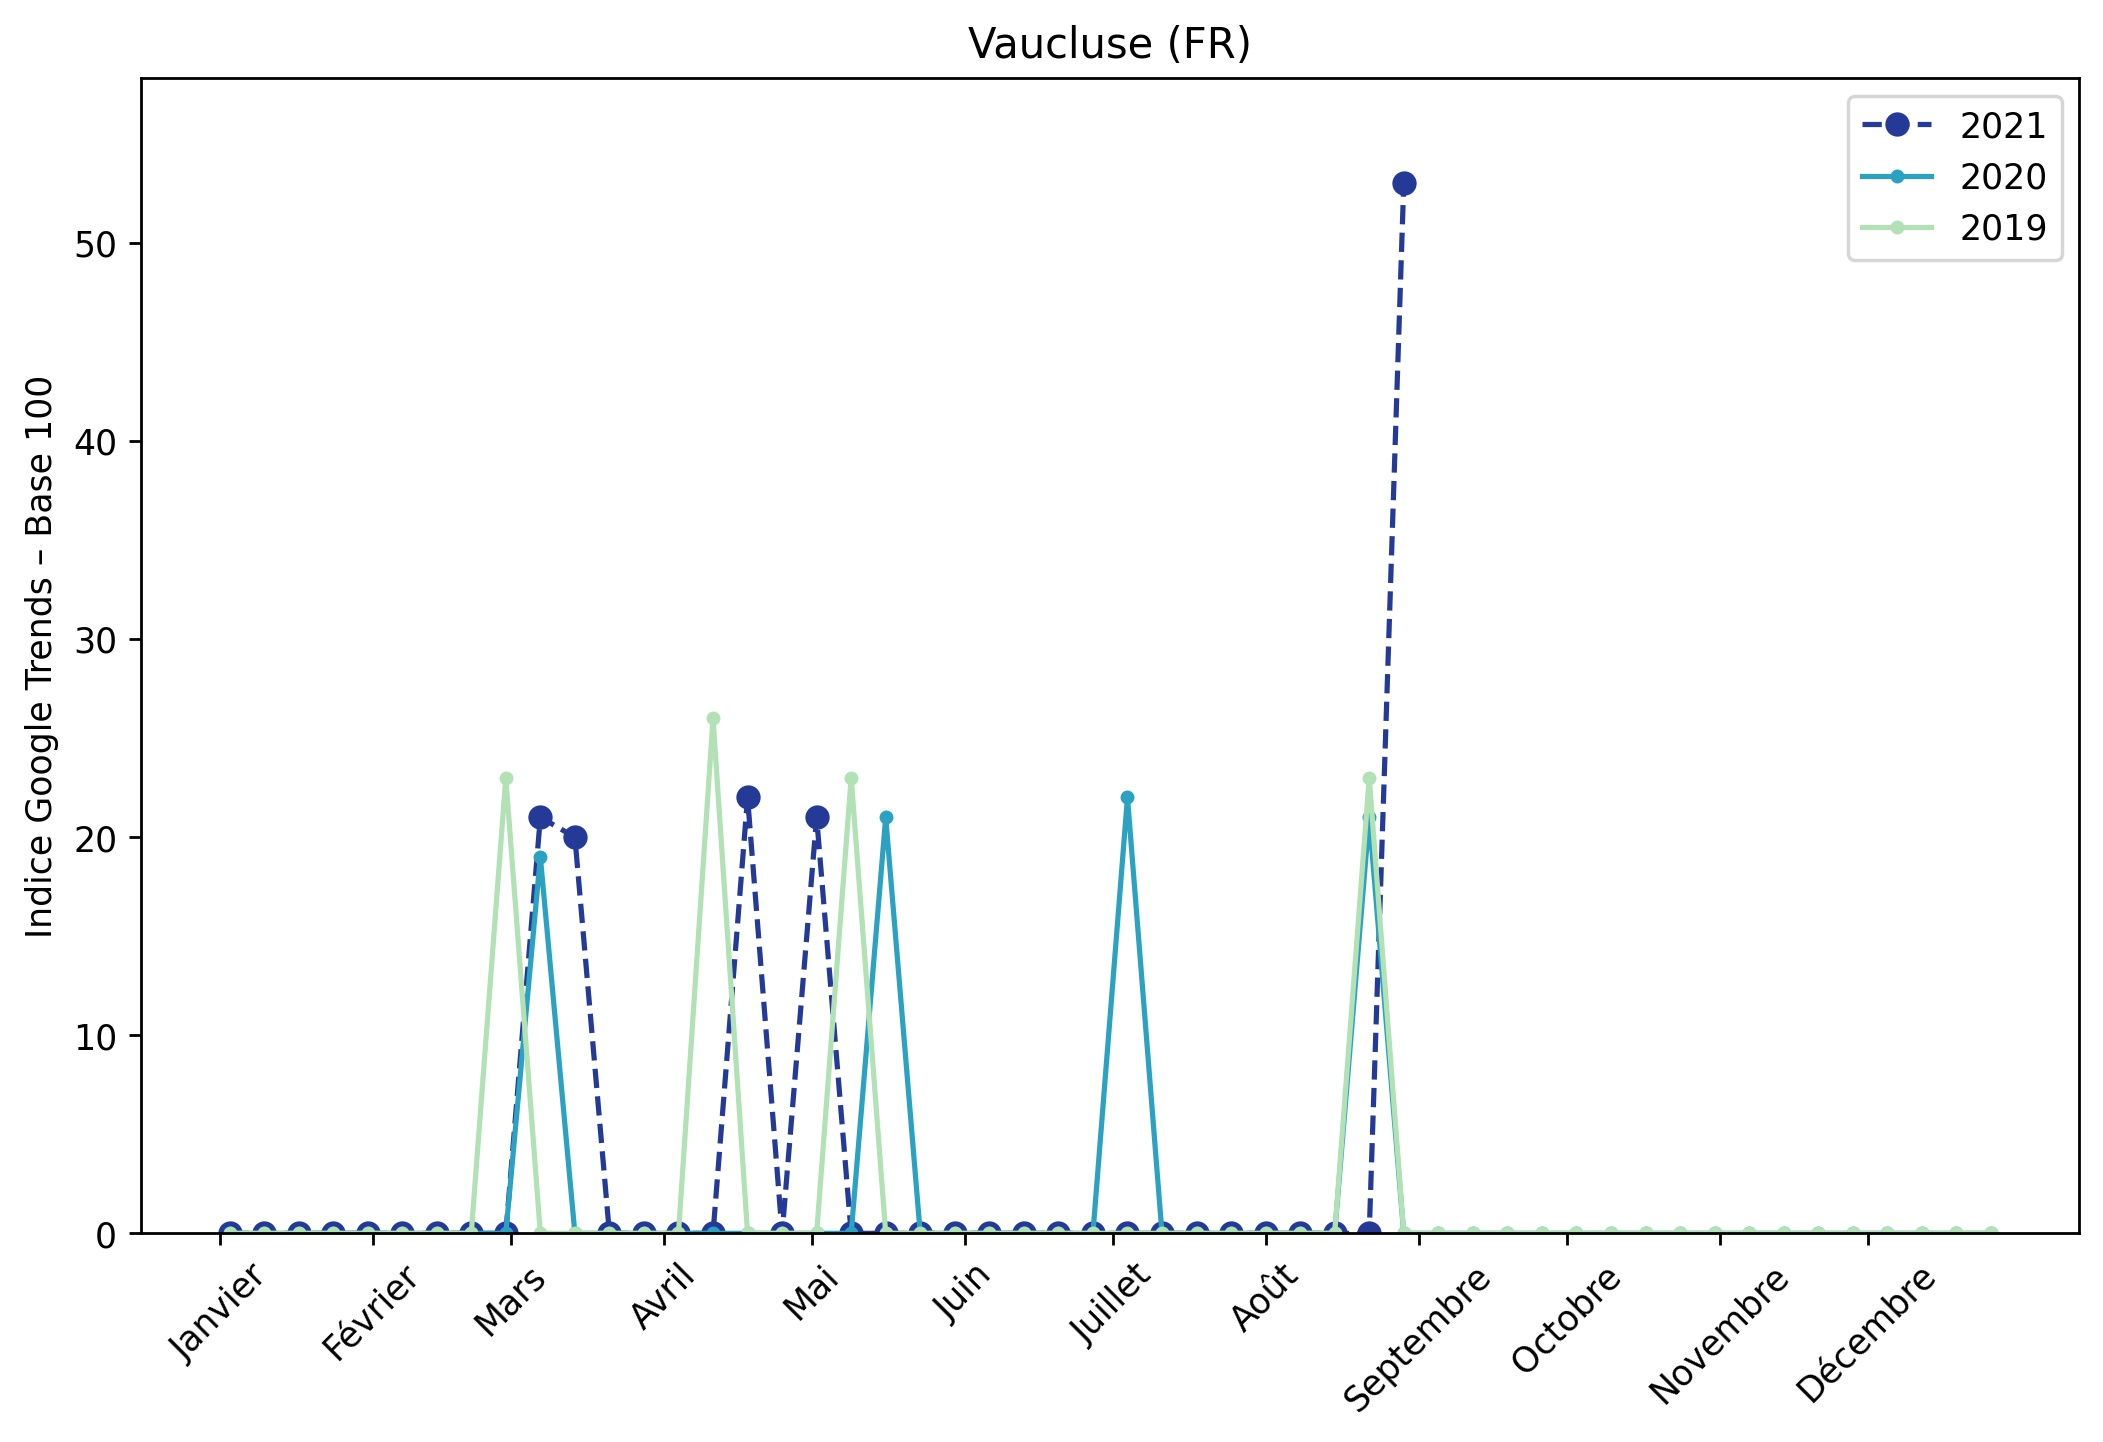 Vaucluse (FR)
2021
2020
2019
Indice Google Trends – Base 100
50
40
30
20
10
0
Janvier
Février
Mars
Avril
Mai
Juin
Juillet
Août
Septembre
Octobre
Novembre
Décembre